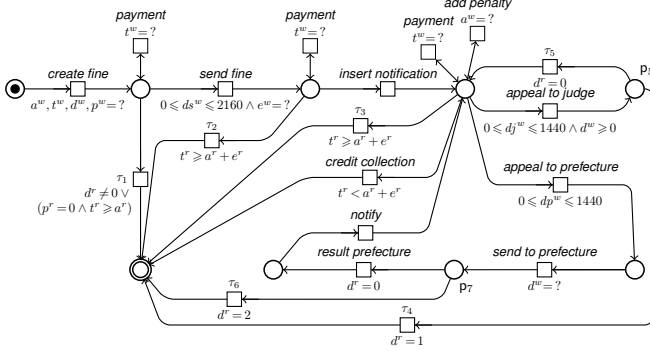 add penalty
a^w = ?
payment
t^w = ?
payment
t^w = ?
payment
t^w = ?
create fine
a^w, t^w, d^w, p^w = ?
send fine
0 ⩽ ds^w ⩽ 2160 ∧ e^w = ?
insert notification
τ5
d^r = 0
appeal to judge
0 ⩽ dj^w ⩽ 1440 ∧ d^w ⩾ 0
τ3
t^r ⩾ a^r + e^r
τ2
t^r ⩾ a^r + e^r
credit collection
t^r < a^r + e^r
appeal to prefecture
0 ⩽ dp^w ⩽ 1440
τ1
d^r ≠ 0 ∨
(p^r = 0 ∧ t^r ⩾ a^r)
notify
result prefecture
d^r = 0
send to prefecture
d^w = ?
p7
τ6
d^r = 2
τ4
d^r = 1